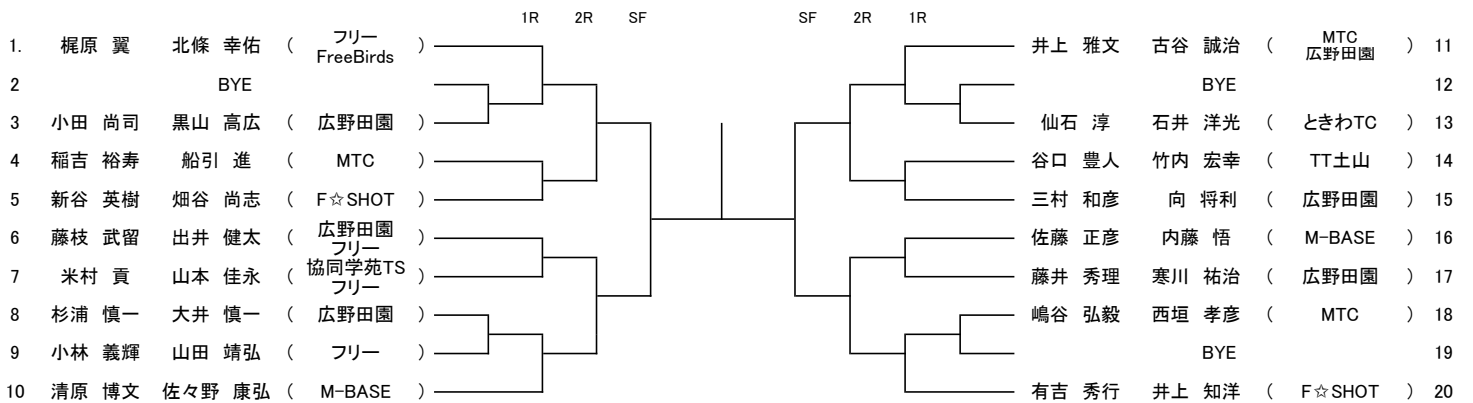 1R 2R SF SF 2R 1R
1. 梶原 翼 北條 幸佑 ( フリー FreeBirds ) 井上 雅文 古谷 誠治 ( MTC 広野田園 ) 11
2 BYE BYE 12
3 小田 尚司 黒山 高広 ( 広野田園 ) 仙石 淳 石井 洋光 ( ときわTC ) 13
4 稲吉 裕寿 船引 進 ( MTC ) 谷口 豊人 竹内 宏幸 ( TT土山 ) 14
5 新谷 英樹 畑谷 尚志 ( F☆SHOT ) 三村 和彦 向 将利 ( 広野田園 ) 15
6 藤枝 武留 出井 健太 ( 広野田園 フリー ) 佐藤 正彦 内藤 悟 ( M-BASE ) 16
7 米村 貢 山本 佳永 ( 協同学苑TS フリー ) 藤井 秀理 寒川 祐治 ( 広野田園 ) 17
8 杉浦 慎一 大井 慎一 ( 広野田園 ) 嶋谷 弘毅 西垣 孝彦 ( MTC ) 18
9 小林 義輝 山田 靖弘 ( フリー ) BYE 19
10 清原 博文 佐々野 康弘 ( M-BASE ) 有吉 秀行 井上 知洋 ( F☆SHOT ) 20